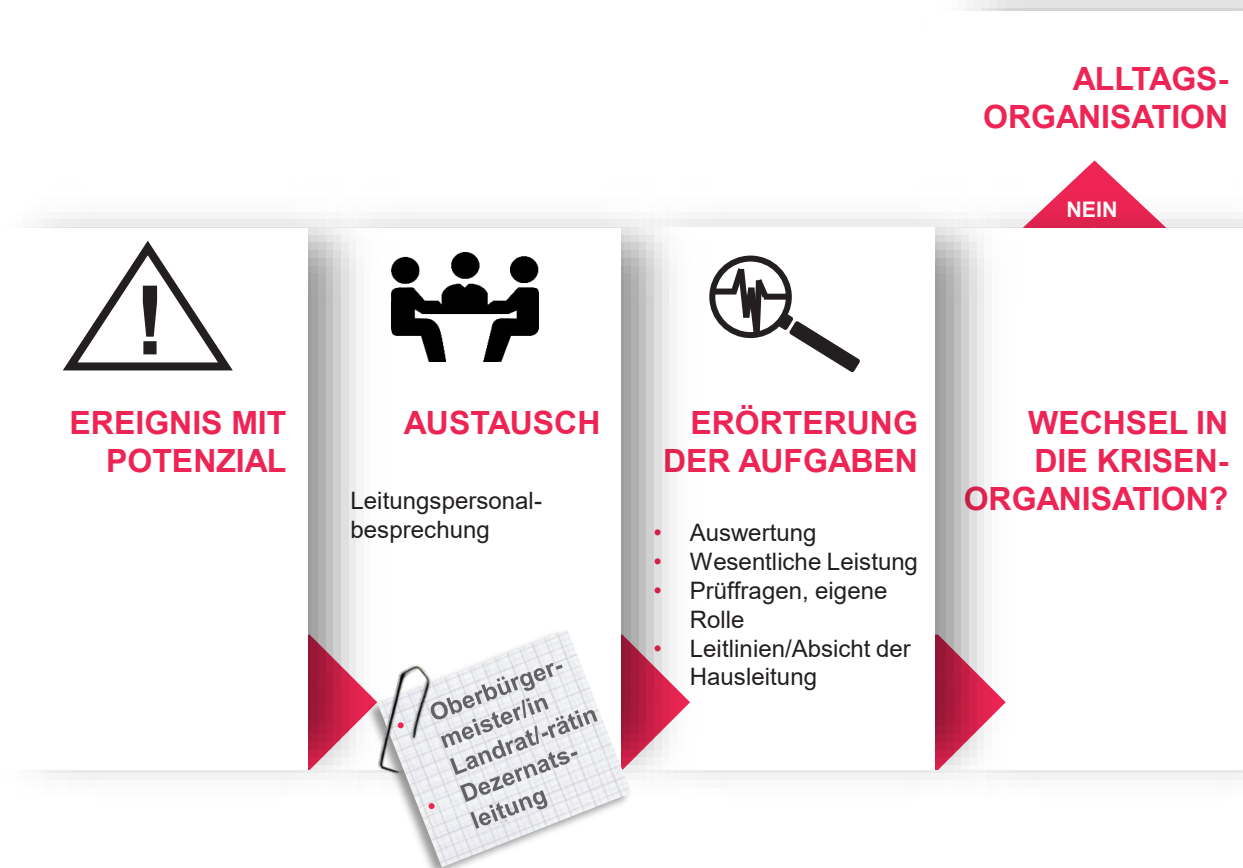 ALLTAGS-
ORGANISATION
NEIN
!
EREIGNIS MIT
POTENZIAL
AUSTAUSCH
Leitungspersonal-
besprechung
• Oberbürger-
meister/in
Landrat/-rätin
• Dezernats-
leitung
ERÖRTERUNG
DER AUFGABEN
• Auswertung
• Wesentliche Leistung
• Prüffragen, eigene
Rolle
• Leitlinien/Absicht der
Hausleitung
WECHSEL IN
DIE KRISEN-
ORGANISATION?